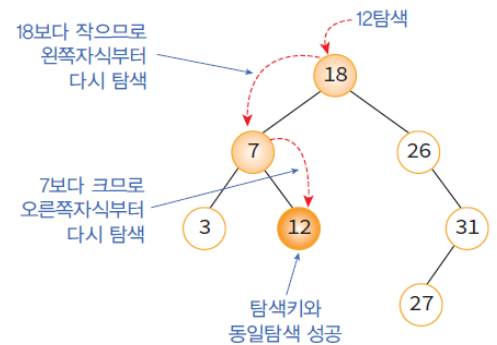 12탐색
18보다 작으므로
왼쪽자식부터
다시 탐색
18
7
26
7보다 크므로
오른쪽자식부터
다시 탐색
3
12
31
27
탐색키와
동일탐색 성공